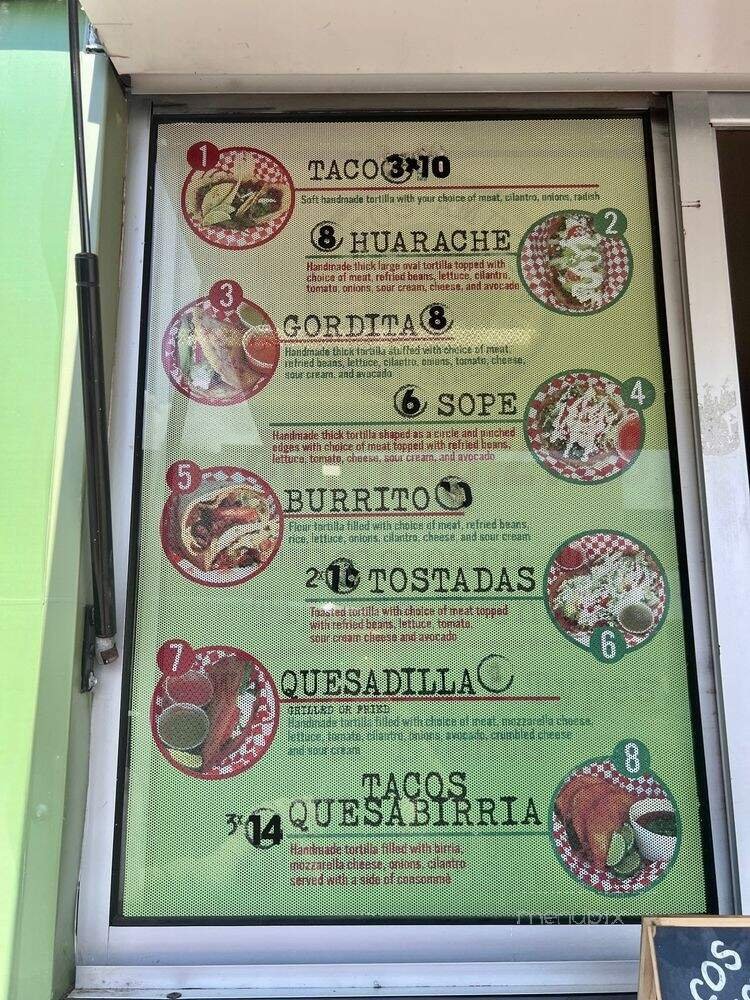 1
TACO 3x10
Soft handmade tortilla with your choice of meat, cilantro, onions, radish
2
8 HUARACHE
Handmade thick large oval tortilla topped with
choice of meat, refried beans, lettuce, cilantro,
tomato, onions, sour cream, cheese, and avocado
3
GORDITA 8
Handmade thick tortilla stuffed with choice of meat,
refried beans, lettuce, cilantro, onions, tomato, cheese,
sour cream, and avocado
4
6 SOPE
Handmade thick tortilla shaped as a circle and pinched
edges with choice of meat topped with refried beans,
lettuce, tomato, cheese, sour cream, and avocado
5
BURRITO
Flour tortilla filled with choice of meat, refried beans,
rice, lettuce, onions, cilantro, cheese, and sour cream
6
TOSTADAS
Toasted tortilla with choice of meat topped
with refried beans, lettuce, tomato,
sour cream cheese and avocado
7
QUESADILLA
GRILLED OR FRIED
Handmade tortilla filled with choice of meat, mozzarella cheese,
lettuce, tomato, cilantro, onions, avocado, crumbled cheese
and sour cream
8
TACOS
3x14 QUESABIRRIA
Handmade tortilla filled with birria,
mozzarella cheese, onions, cilantro
served with a side of consommé
menupix